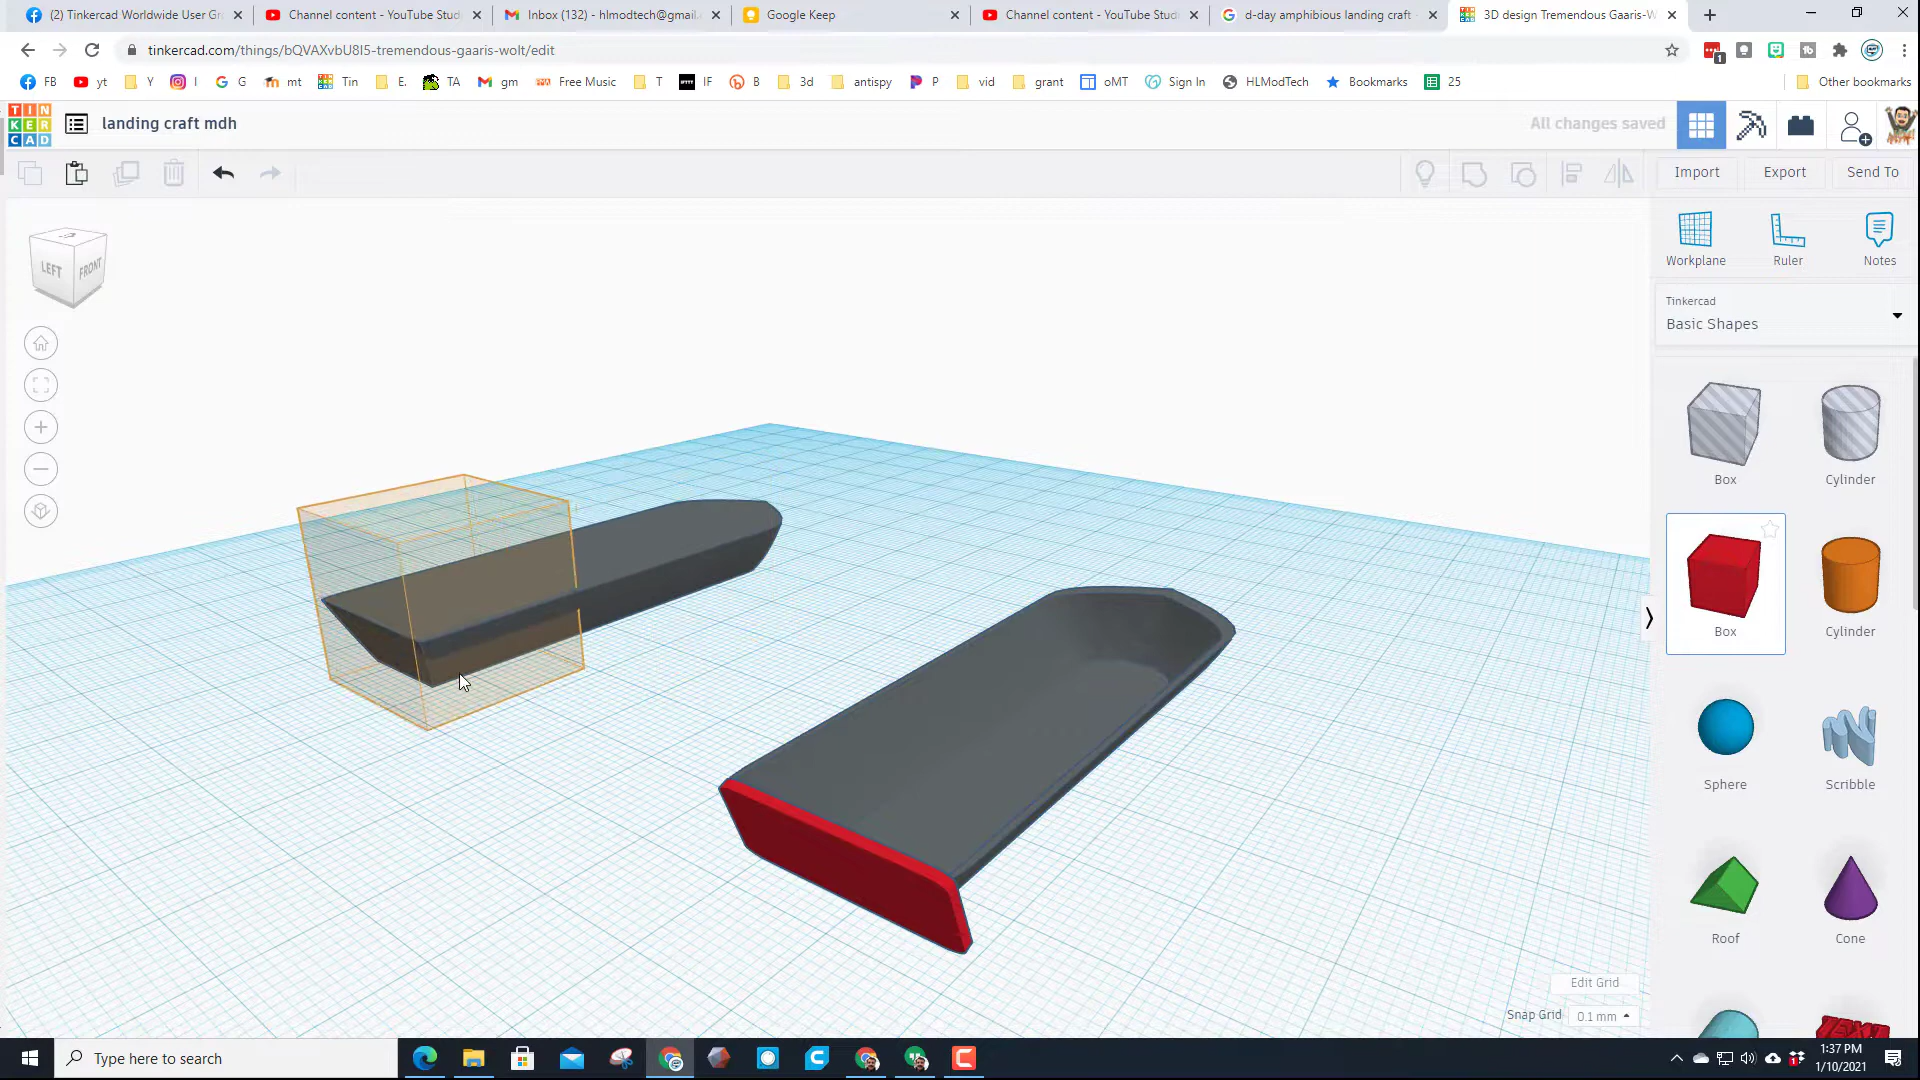 (2) Tinkercad Worldwide User Gr
Channel content - YouTube Studi
Inbox (132) - hlmodtech@gmail.
Google Keep
Channel content - YouTube Studi
d-day amphibious landing craft
3D design Tremendous Gaaris-W
tinkercad.com/things/bQVAXvbU8I5-tremendous-gaaris-wolt/edit
FB
yt
Y
I
G
mt
Tin
E.
TA
gm
Free Music
T
IF
B
3d
antispy
P
vid
grant
oMT
Sign In
HLModTech
Bookmarks
25
Other bookmarks
TIN
KER
CAD
landing craft mdh
All changes saved
Import
Export
Send To
LEFT
FRONT
Workplane
Ruler
Notes
Tinkercad
Basic Shapes
Box
Cylinder
Box
Cylinder
Sphere
Scribble
Roof
Cone
Edit Grid
Snap Grid
0.1 mm
Type here to search
1:37 PM
1/10/2021